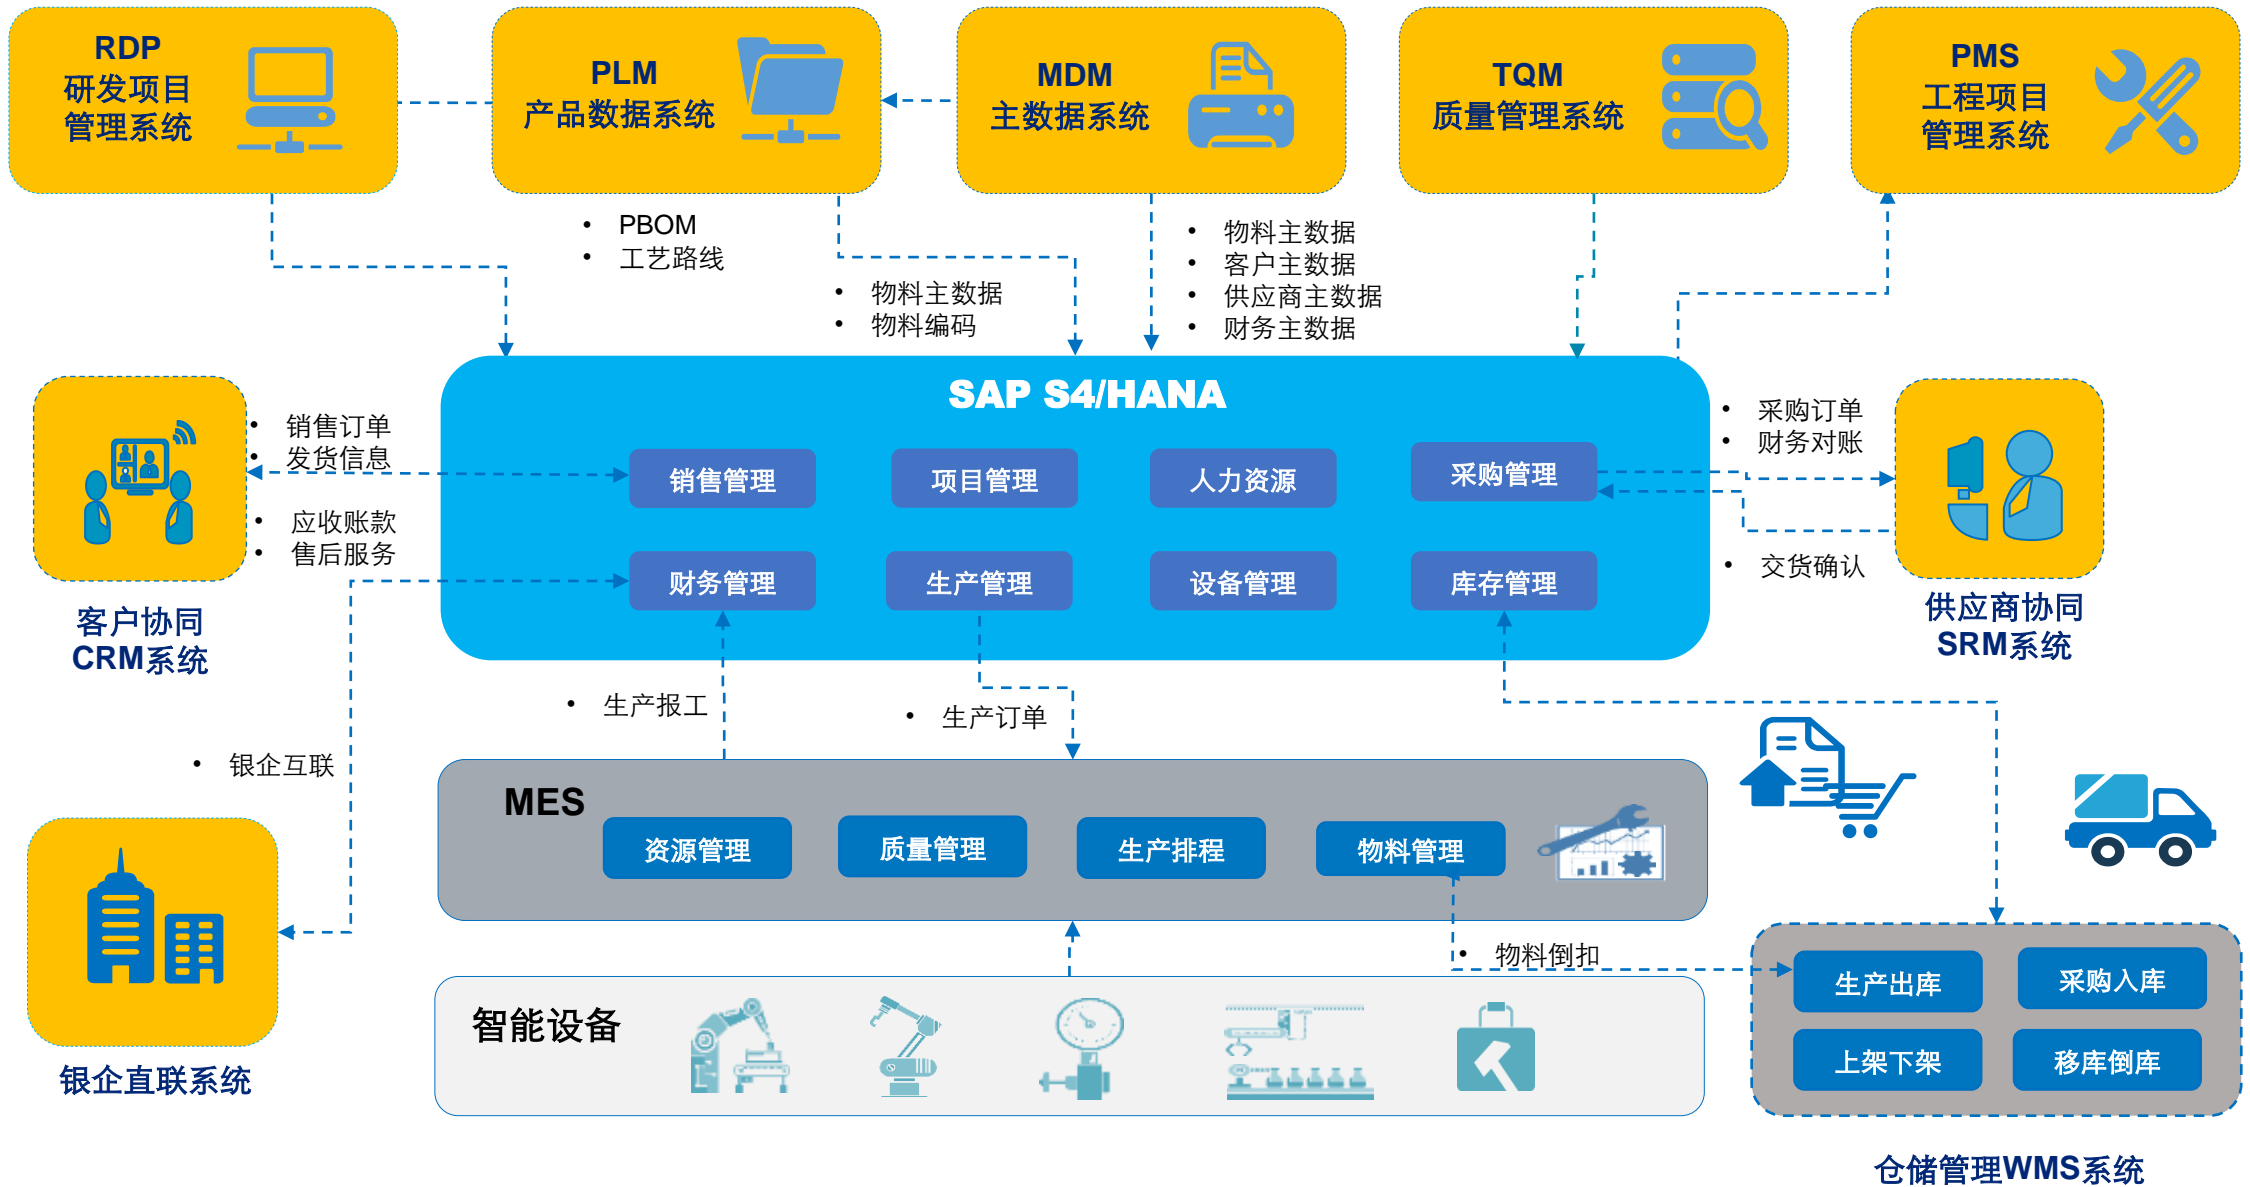 RDP
研发项目
管理系统
PLM
产品数据系统
MDM
主数据系统
TQM
质量管理系统
PMS
工程项目
管理系统
• PBOM
• 工艺路线
• 物料主数据
• 物料编码
• 物料主数据
• 客户主数据
• 供应商主数据
• 财务主数据
SAP S4/HANA
销售管理
项目管理
人力资源
采购管理
财务管理
生产管理
设备管理
库存管理
• 销售订单
• 发货信息
• 应收账款
• 售后服务
客户协同
CRM系统
• 采购订单
• 财务对账
• 交货确认
供应商协同
SRM系统
• 生产报工
• 生产订单
• 银企互联
银企直联系统
MES
资源管理
质量管理
生产排程
物料管理
• 物料倒扣
智能设备
生产出库
采购入库
上架下架
移库倒库
仓储管理WMS系统